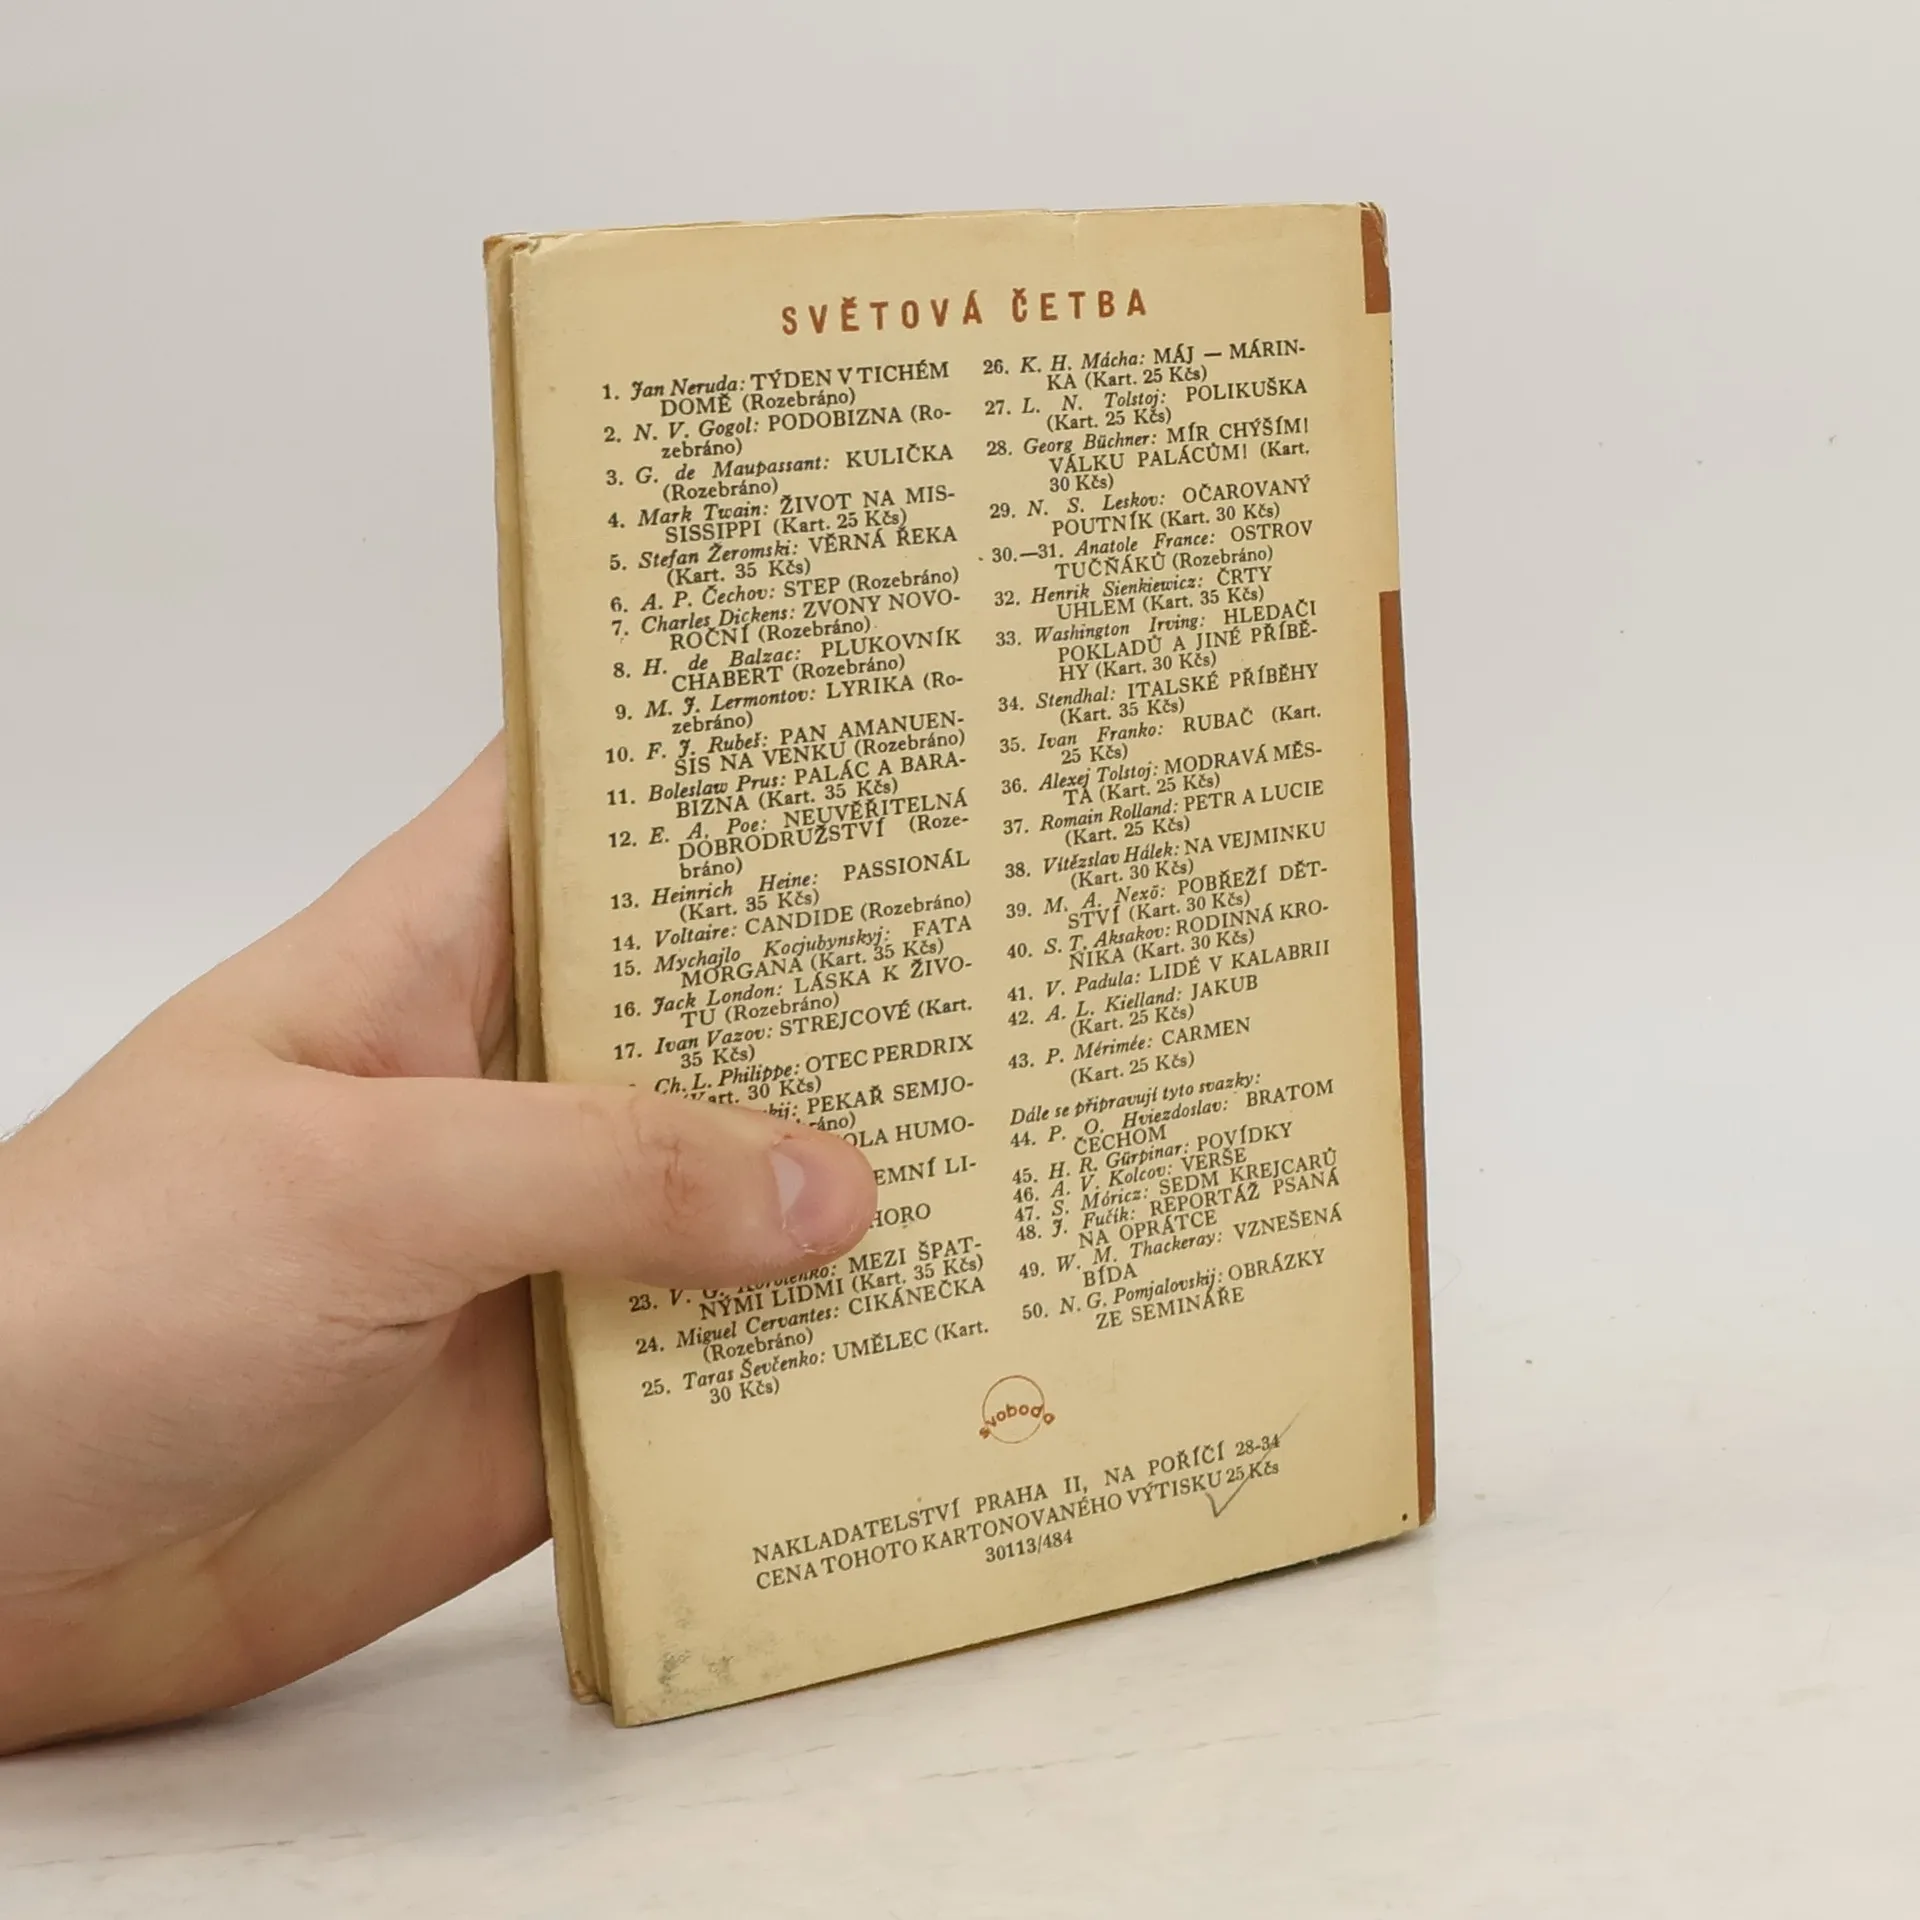 SVĚTOVÁ ČETBA
1. Jan Neruda: TÝDEN V TICHÉM
DOMĚ (Rozebráno)
2. N. V. Gogol: PODOBIZNA (Ro-
zebráno)
3. G. de Maupassant: KULIČKA
(Rozebráno)
4. Mark Twain: ŽIVOT NA MIS-
SISSIPPI (Kart. 25 Kčs)
5. Stefan Žeromski: VĚRNÁ ŘEKA
(Kart. 35 Kčs)
6. A. P. Čechov: STEP (Rozebráno)
7. Charles Dickens: ZVONY NOVO-
ROČNÍ (Rozebráno)
8. H. de Balzac: PLUKOVNÍK
CHABERT (Rozebráno)
9. M. J. Lermontov: LYRIKA (Ro-
zebráno)
10. F. J. Rubeš: PAN AMANUEN-
SIS NA VENKU (Rozebráno)
11. Boleslaw Prus: PALÁC A BARA-
BIZNA (Kart. 35 Kčs)
12. E. A. Poe: NEUVĚŘITELNÁ
DOBRODRUŽSTVÍ (Roze-
bráno)
13. Heinrich Heine: PASSIONÁL
(Kart. 35 Kčs)
14. Voltaire: CANDIDE (Rozebráno)
15. Mychajlo Kocjubynskyj: FATA
MORGANA (Kart. 35 Kčs)
16. Jack London: LÁSKA K ŽIVO-
TU (Rozebráno)
17. Ivan Vazov: STREJCOVÉ (Kart.
35 Kčs)
Ch. L. Philippe: OTEC PERDRIX
(Kart. 30 Kčs)
kij: PEKAŘ SEMJO-
áno)
OLA HUMO-
EMNÍ LI-
HORO
23. V. G. Korolenko: MEZI ŠPAT-
NÝMI LIDMI (Kart. 35 Kčs)
24. Miguel Cervantes: CIKÁNEČKA
(Rozebráno)
25. Taras Ševčenko: UMĚLEC (Kart.
30 Kčs)
26. K. H. Mácha: MÁJ — MÁRIN-
KA (Kart. 25 Kčs)
27. L. N. Tolstoj: POLIKUŠKA
(Kart. 25 Kčs)
28. Georg Büchner: MÍR CHÝŠÍM!
VÁLKU PALÁCŮM! (Kart.
30 Kčs)
29. N. S. Leskov: OČAROVANÝ
POUTNÍK (Kart. 30 Kčs)
30.—31. Anatole France: OSTROV
TUČŇÁKŮ (Rozebráno)
32. Henrik Sienkiewicz: ČRTY
UHLEM (Kart. 35 Kčs)
33. Washington Irving: HLEDAČI
POKLADŮ A JINÉ PŘÍBĚ-
HY (Kart. 30 Kčs)
34. Stendhal: ITALSKÉ PŘÍBĚHY
(Kart. 35 Kčs)
35. Ivan Franko: RUBAČ (Kart.
25 Kčs)
36. Alexej Tolstoj: MODRAVÁ MĚS-
TA (Kart. 25 Kčs)
37. Romain Rolland: PETR A LUCIE
(Kart. 25 Kčs)
38. Vítězslav Hálek: NA VEJMINKU
(Kart. 30 Kčs)
39. M. A. Nexö: POBŘEŽÍ DĚT-
STVÍ (Kart. 30 Kčs)
40. S. T. Aksakov: RODINNÁ KRO-
NIKA (Kart. 30 Kčs)
41. V. Padula: LIDÉ V KALABRII
42. A. L. Kielland: JAKUB
(Kart. 25 Kčs)
43. P. Mérimée: CARMEN
(Kart. 25 Kčs)
Dále se připravují tyto svazky:
44. P. O. Hviezdoslav: BRATOM
ČECHOM
45. H. R. Gürpinar: POVÍDKY
46. A. V. Kolcov: VERŠE
47. S. Móricz: SEDM KREJCARŮ
48. J. Fučík: REPORTÁŽ PSANÁ
NA OPRÁTCE
49. W. M. Thackeray: VZNEŠENÁ
BÍDA
50. N. G. Pomjalovskij: OBRÁZKY
ZE SEMINÁŘE
svoboda
NAKLADATELSTVÍ PRAHA II, NA POŘÍČÍ 28-34
CENA TOHOTO KARTONOVANÉHO VÝTISKU 25 Kčs
30113/484